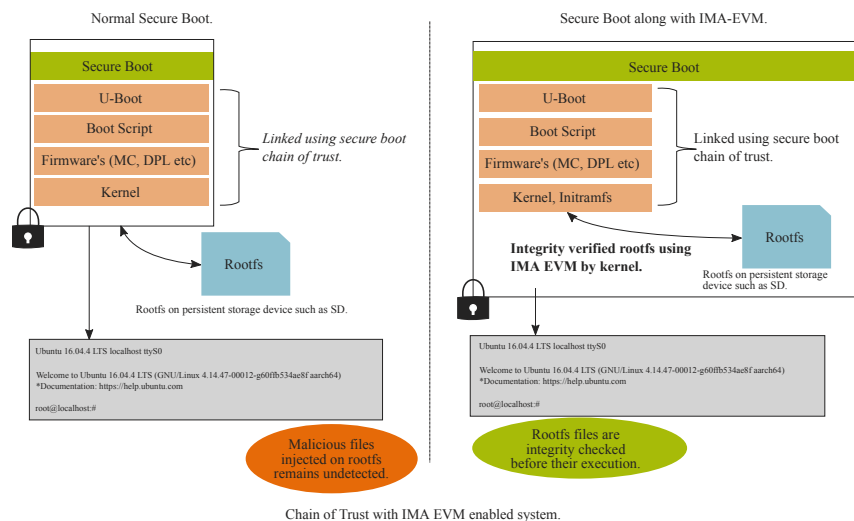 Normal Secure Boot.
Secure Boot
U-Boot
Boot Script
Firmware's (MC, DPL etc)
Kernel
Linked using secure boot
chain of trust.
Rootfs
Rootfs on persistent storage device such as SD.
Ubuntu 16.04.4 LTS localhost ttyS0
Welcome to Ubuntu 16.04.4 LTS (GNU/Linux 4.14.47-00012-g60ffb534ae8f aarch64)
*Documentation: https://help.ubuntu.com
root@localhost:#
Malicious files
injected on rootfs
remains undetected.
Secure Boot along with IMA-EVM.
Secure Boot
U-Boot
Boot Script
Firmware's (MC, DPL etc)
Kernel, Initramfs
Linked using secure boot
chain of trust.
Rootfs
Integrity verified rootfs using
IMA EVM by kernel.
Rootfs on persistent storage
device such as SD.
Ubuntu 16.04.4 LTS localhost ttyS0
Welcome to Ubuntu 16.04.4 LTS (GNU/Linux 4.14.47-00012-g60ffb534ae8f aarch64)
*Documentation: https://help.ubuntu.com
root@localhost:#
Rootfs files are
integrity checked
before their execution.
Chain of Trust with IMA EVM enabled system.